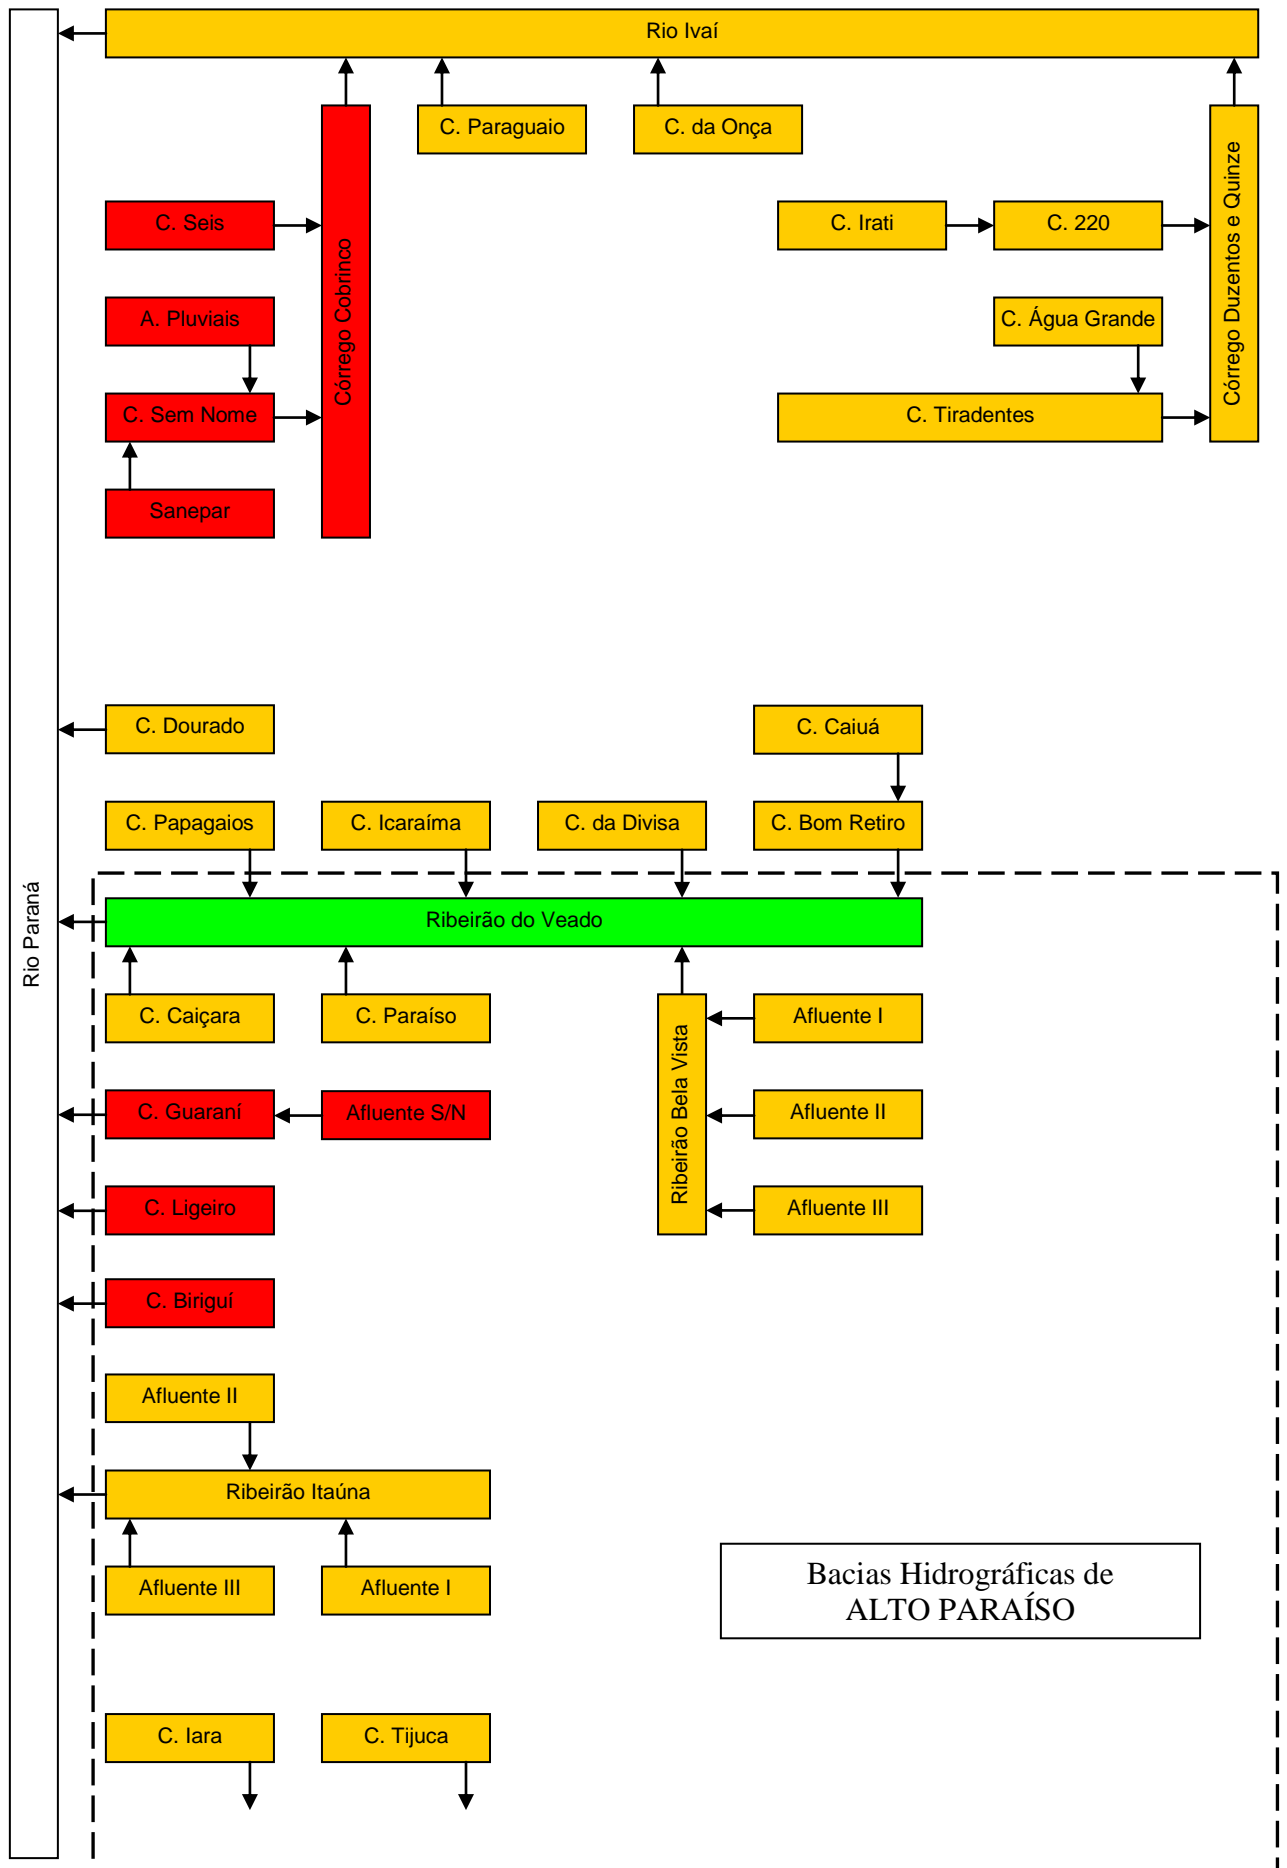 Rio Ivaí
C. Paraguaio
C. da Onça
C. Seis
C. Irati
C. 220
Córrego Cobrinco
Córrego Duzentos e Quinze
A. Pluviais
C. Água Grande
C. Sem Nome
C. Tiradentes
Sanepar
C. Dourado
C. Caiuá
C. Papagaios
C. Icaraíma
C. da Divisa
C. Bom Retiro
Rio Paraná
Ribeirão do Veado
C. Caiçara
C. Paraíso
Ribeirão Bela Vista
Afluente I
C. Guaraní
Afluente S/N
Afluente II
C. Ligeiro
Afluente III
C. Biriguí
Afluente II
Ribeirão Itaúna
Afluente III
Afluente I
Bacias Hidrográficas de
ALTO PARAÍSO
C. Iara
C. Tijuca